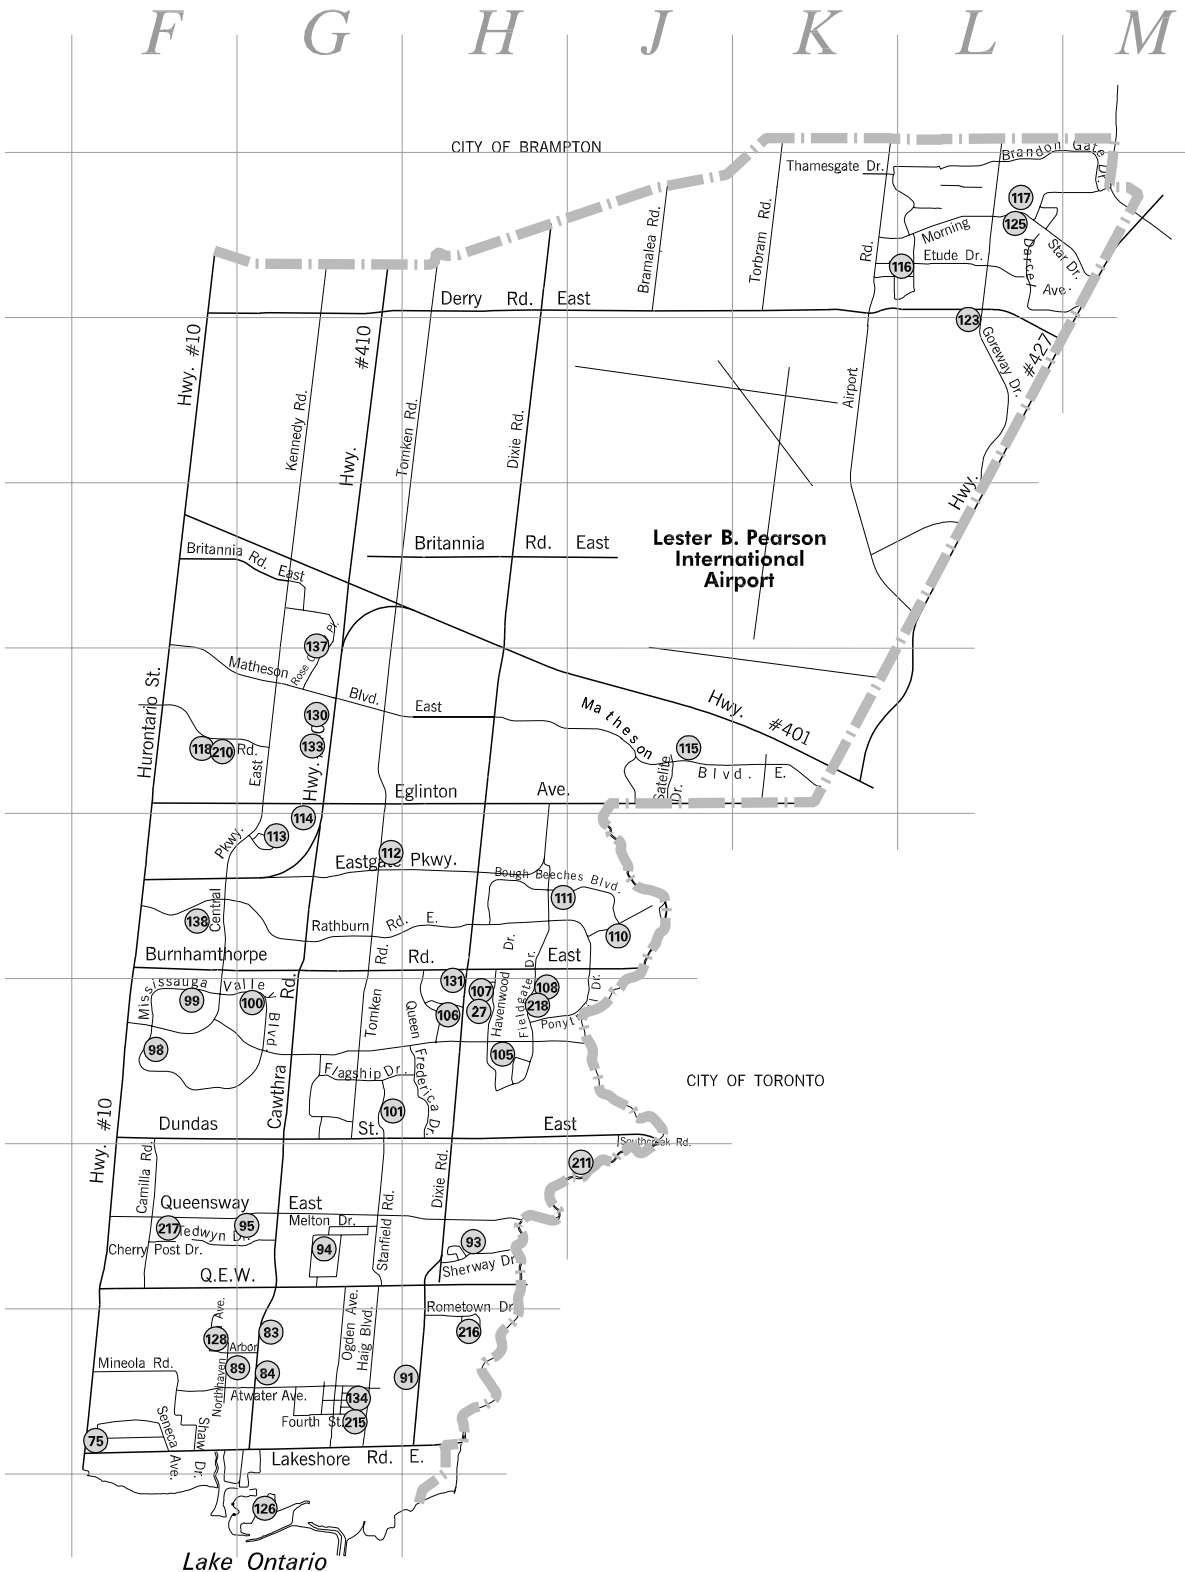 F G H J K L M
CITY OF BRAMPTON
Brandon Gate Dr.
Thamesgate Dr.
117
125
Morning Star Dr.
Etude Dr.
Darcel Ave.
116
Rd.
Bramalea Rd.
Torbram Rd.
Derry Rd. East
123
Goreway Dr.
#427
Hwy.
Airport
Hwy. #10
#410
Hwy.
Kennedy Rd.
Tomken Rd.
Dixie Rd.
Britannia Rd. East
Britannia Rd. East
Lester B. Pearson
International
Airport
137
Rose Pl.
Matheson Blvd. East
Matheson Blvd. E.
Hwy. #401
Hurontario St.
130
133
Hwy.
118
210
Rd.
East
115
Satelite Dr.
Eglinton Ave.
114
113
Pkwy.
112
Eastgate Pkwy.
Bough Beeches Blvd.
111
Central
138
Rathburn Rd. E.
110
Burnhamthorpe Rd. East
Dr.
Rd.
Mississauga Valley Blvd.
99
100
Rd.
131
107
27
106
108
218
Havenwood
Fieldgate Dr.
Dr.
Tomken
Queen
Frederica Dr.
98
105
Flagship Dr.
Cawthra
101
CITY OF TORONTO
Hwy. #10
Dundas St. East
Southcreek Rd.
211
Camilla Rd.
Dixie Rd.
Stanfield Rd.
Queensway East
217
Tedwyn Dr.
95
Melton Dr.
94
93
Cherry Post Dr.
Sherway Dr.
Q.E.W.
Rometown Dr.
216
Ave.
128
83
Arbor
89
84
Northhaven
Ogden Ave.
Haig Blvd.
91
Mineola Rd.
Atwater Ave.
134
Fourth St.
215
75
Seneca Ave.
Shaw Dr.
Lakeshore Rd. E.
126
Lake Ontario